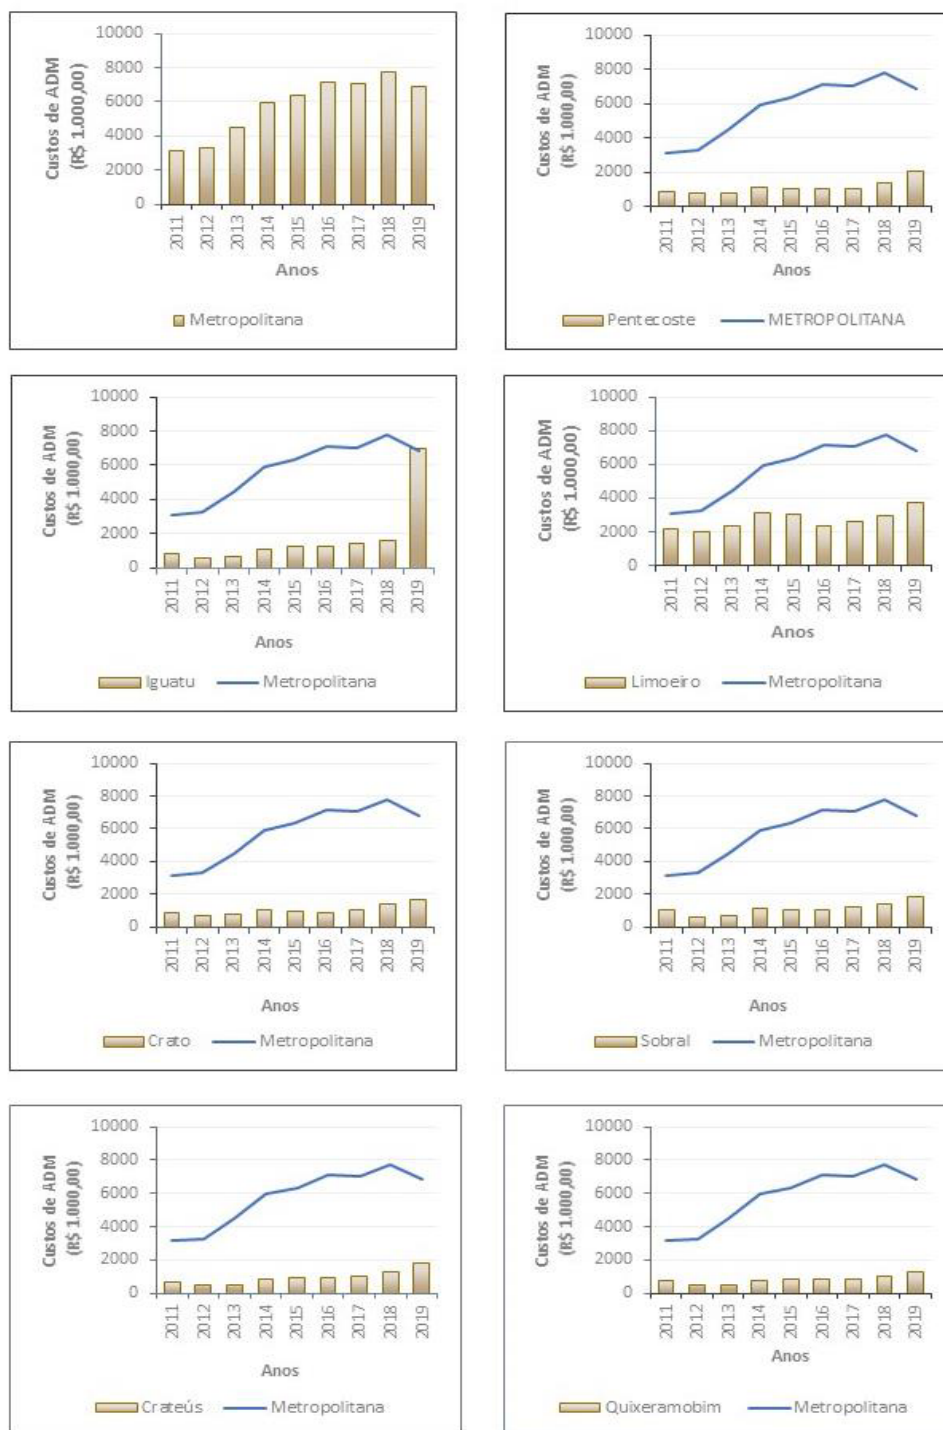 Custos de ADM
(R$ 1.000,00)
10000
8000
6000
4000
2000
0
2011 2012 2013 2014 2015 2016 2017 2018 2019
Anos
Metropolitana
Custos de ADM
(R$ 1.000,00)
10000
8000
6000
4000
2000
0
2011 2012 2013 2014 2015 2016 2017 2018 2019
Anos
Pentecoste METROPOLITANA
Custos de ADM
(R$ 1.000,00)
10000
8000
6000
4000
2000
0
2011 2012 2013 2014 2015 2016 2017 2018 2019
Anos
Iguatu Metropolitana
Custos de ADM
(R$ 1.000,00)
10000
8000
6000
4000
2000
0
2011 2012 2013 2014 2015 2016 2017 2018 2019
Anos
Limoeiro Metropolitana
Custos de ADM
(R$ 1.000,00)
10000
8000
6000
4000
2000
0
2011 2012 2013 2014 2015 2016 2017 2018 2019
Anos
Crato Metropolitana
Custos de ADM
(R$ 1.000,00)
10000
8000
6000
4000
2000
0
2011 2012 2013 2014 2015 2016 2017 2018 2019
Anos
Sobral Metropolitana
Custos de ADM
(R$ 1.000,00)
10000
8000
6000
4000
2000
0
2011 2012 2013 2014 2015 2016 2017 2018 2019
Anos
Crateús Metropolitana
Custos de ADM
(R$ 1.000,00)
10000
8000
6000
4000
2000
0
2011 2012 2013 2014 2015 2016 2017 2018 2019
Anos
Quixeramobim Metropolitana